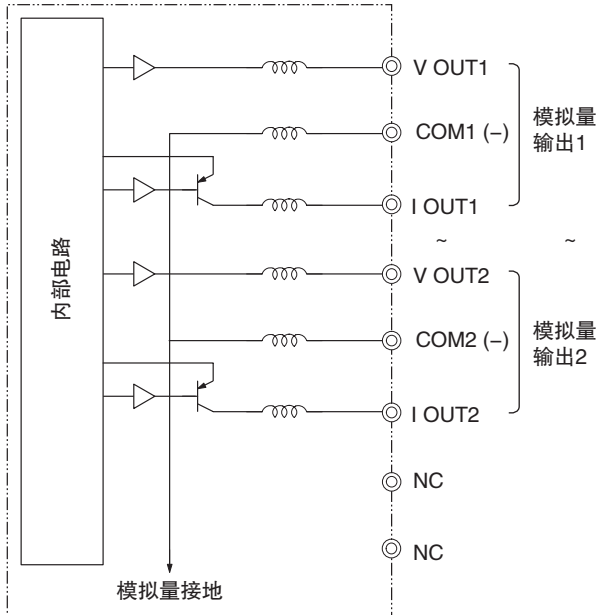 V OUT1
COM1 (−)
I OUT1
模拟量
输出1
~ ~
内部电路
V OUT2
COM2 (−)
I OUT2
模拟量
输出2
NC
NC
模拟量接地